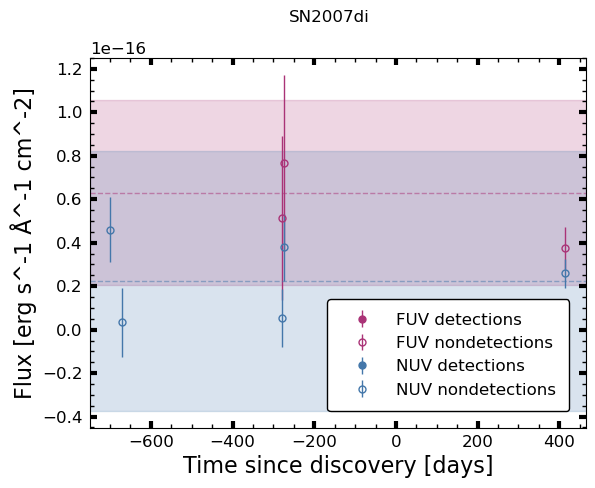 SN2007di
1e−16
1.2
1.0
0.8
0.6
0.4
0.2
0.0
−0.2
−0.4
Flux [erg s^-1 Å^-1 cm^-2]
FUV detections
FUV nondetections
NUV detections
NUV nondetections
−600 −400 −200 0 200 400
Time since discovery [days]